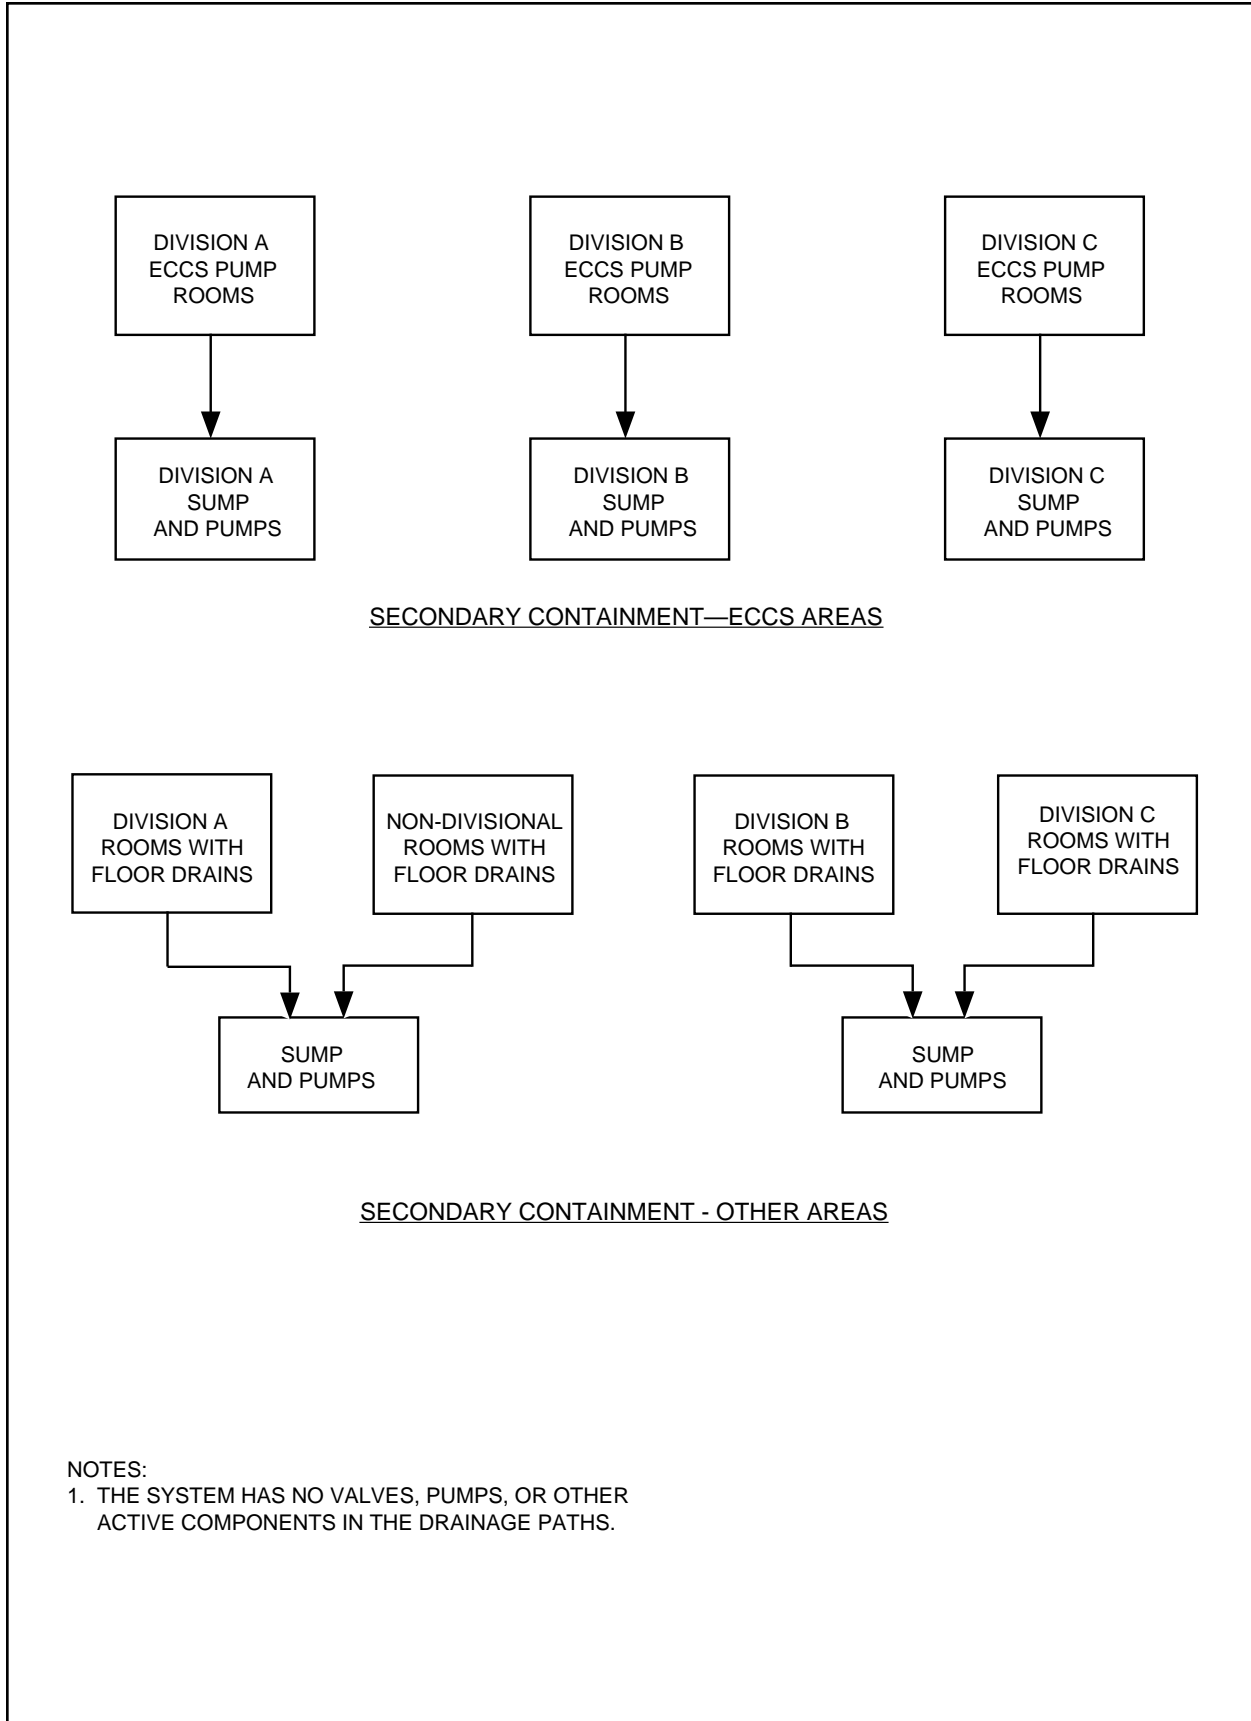 DIVISION A
ECCS PUMP
ROOMS
DIVISION B
ECCS PUMP
ROOMS
DIVISION C
ECCS PUMP
ROOMS
DIVISION A
SUMP
AND PUMPS
DIVISION B
SUMP
AND PUMPS
DIVISION C
SUMP
AND PUMPS
SECONDARY CONTAINMENT—ECCS AREAS
DIVISION A
ROOMS WITH
FLOOR DRAINS
NON-DIVISIONAL
ROOMS WITH
FLOOR DRAINS
DIVISION B
ROOMS WITH
FLOOR DRAINS
DIVISION C
ROOMS WITH
FLOOR DRAINS
SUMP
AND PUMPS
SUMP
AND PUMPS
SECONDARY CONTAINMENT - OTHER AREAS
NOTES:
1. THE SYSTEM HAS NO VALVES, PUMPS, OR OTHER
ACTIVE COMPONENTS IN THE DRAINAGE PATHS.